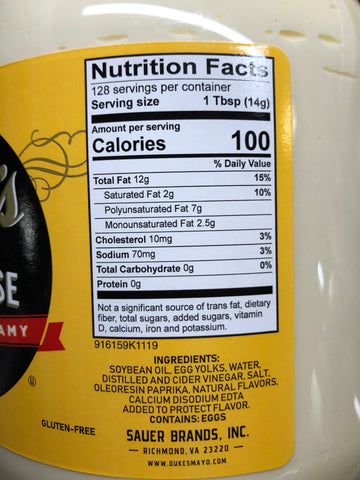 Nutrition Facts
128 servings per container
Serving size 1 Tbsp (14g)
Amount per serving
Calories 100
% Daily Value
Total Fat 12g 15%
Saturated Fat 2g 10%
Polyunsaturated Fat 7g
Monounsaturated Fat 2.5g
Cholesterol 10mg 3%
Sodium 70mg 3%
Total Carbohydrate 0g 0%
Protein 0g
Not a significant source of trans fat, dietary
fiber, total sugars, added sugars, vitamin
D, calcium, iron and potassium.
916159K1119
INGREDIENTS:
SOYBEAN OIL, EGG YOLKS, WATER,
DISTILLED AND CIDER VINEGAR, SALT,
OLEORESIN PAPRIKA, NATURAL FLAVORS,
CALCIUM DISODIUM EDTA
ADDED TO PROTECT FLAVOR.
CONTAINS: EGGS
GLUTEN-FREE
SAUER BRANDS, INC.
RICHMOND, VA 23220
WWW.DUKESMAYO.COM
's
SE
AMY
U